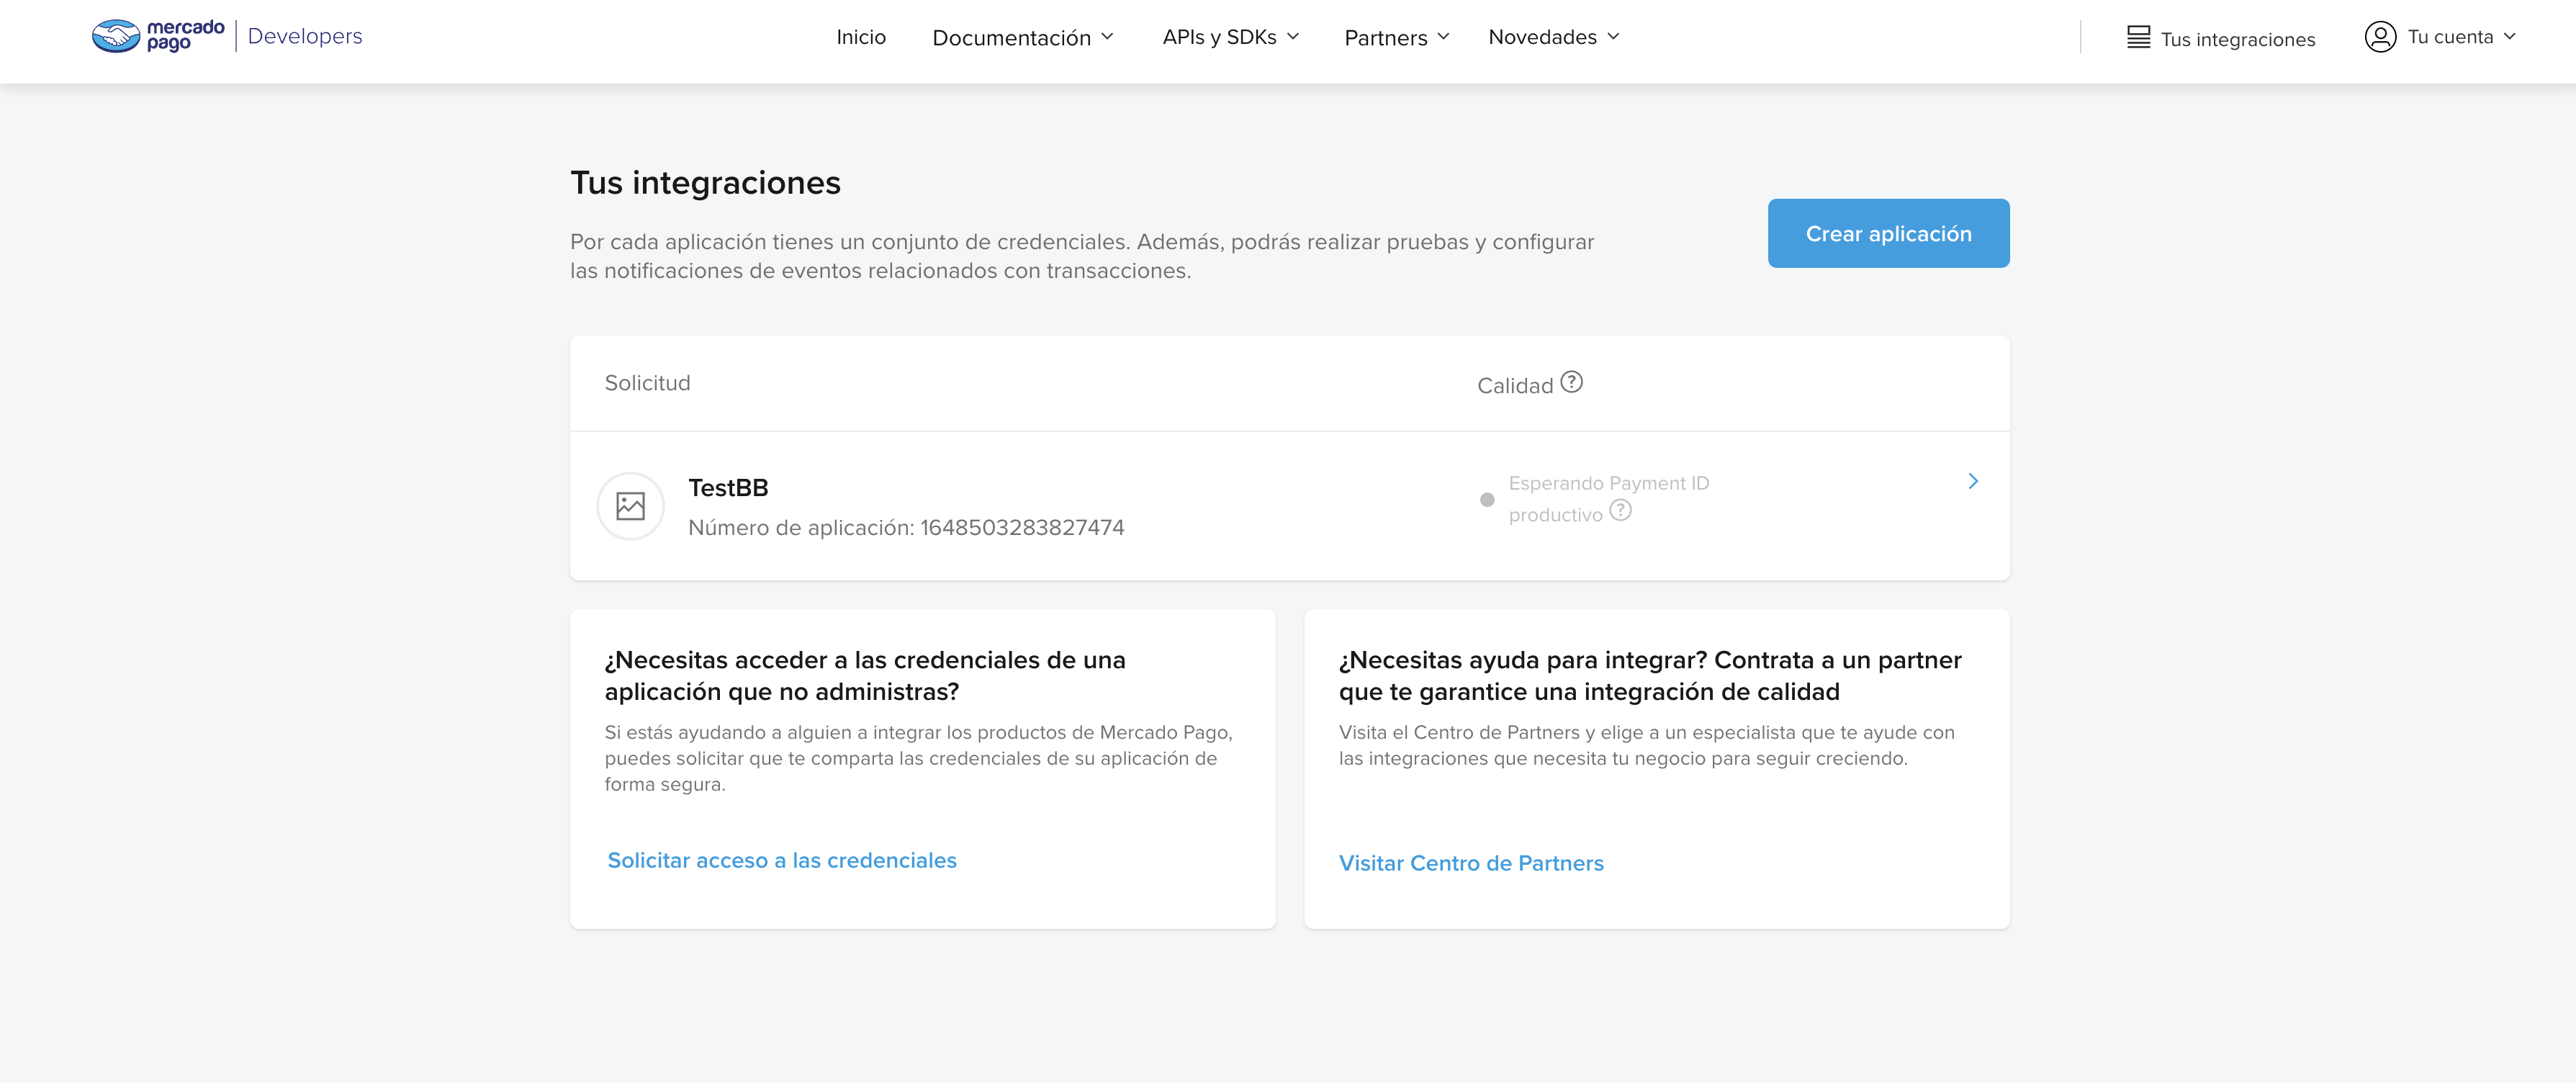 mercado
pago
Developers
Inicio
Documentación
APIs y SDKs
Partners
Novedades
Tus integraciones
Tu cuenta
Tus integraciones
Por cada aplicación tienes un conjunto de credenciales. Además, podrás realizar pruebas y configurar
las notificaciones de eventos relacionados con transacciones.
Crear aplicación
Solicitud
Calidad ?
TestBB
Número de aplicación: 1648503283827474
Esperando Payment ID
productivo ?
¿Necesitas acceder a las credenciales de una
aplicación que no administras?
Si estás ayudando a alguien a integrar los productos de Mercado Pago,
puedes solicitar que te comparta las credenciales de su aplicación de
forma segura.
Solicitar acceso a las credenciales
¿Necesitas ayuda para integrar? Contrata a un partner
que te garantice una integración de calidad
Visita el Centro de Partners y elige a un especialista que te ayude con
las integraciones que necesita tu negocio para seguir creciendo.
Visitar Centro de Partners